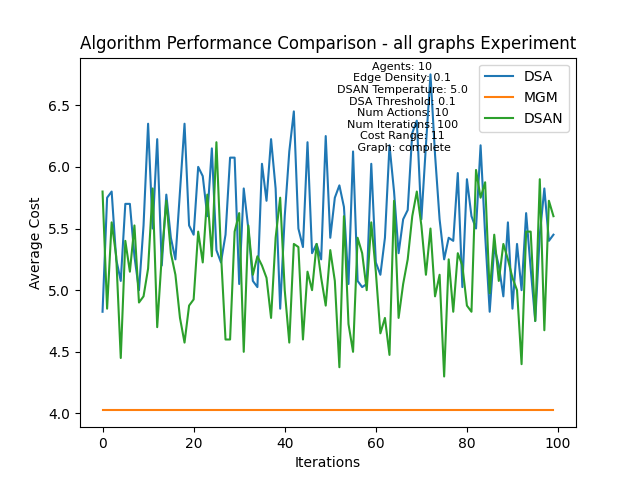 Algorithm Performance Comparison - all graphs Experiment
Agents: 10
Edge Density: 0.1
DSAN Temperature: 5.0
DSA Threshold: 0.1
Num Actions: 10
Num Iterations: 100
Cost Range: 11
Graph: complete
DSA
MGM
DSAN
Average Cost
6.5
6.0
5.5
5.0
4.5
4.0
0
20
40
60
80
100
Iterations